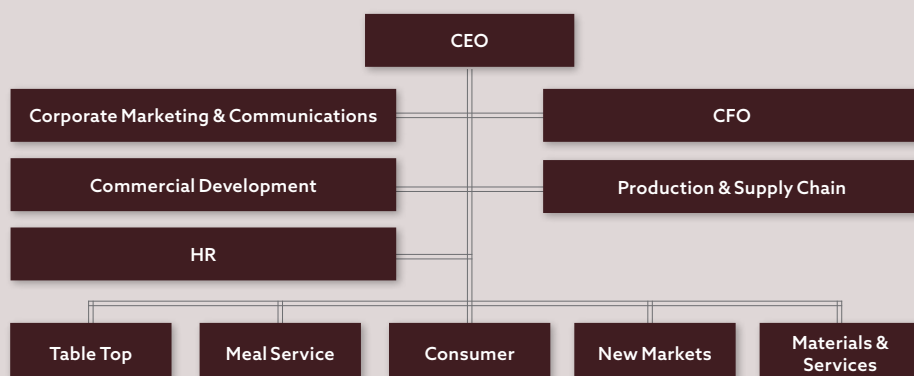 CEO
Corporate Marketing & Communications
CFO
Commercial Development
Production & Supply Chain
HR
Table Top
Meal Service
Consumer
New Markets
Materials &
Services